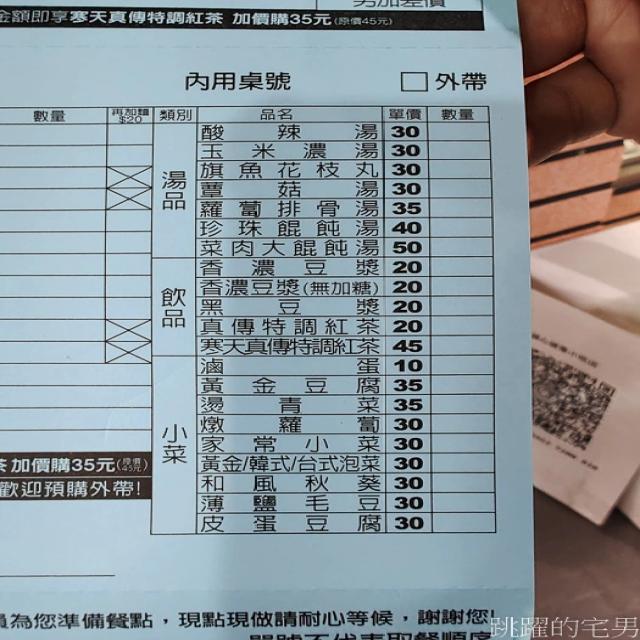 金額即享寒天真傳特調紅茶 加價購35元(原價45元)
另加差價
內用桌號 □外帶
數量 再加麵$20 類別 品名 單價 數量
湯品
酸辣湯 30
玉米濃湯 30
旗魚花枝丸 30
蕈菇湯 30
蘿蔔排骨湯 35
珍珠餛飩湯 40
菜肉大餛飩湯 50
飲品
香濃豆漿 20
香濃豆漿(無加糖) 20
黑豆漿 20
真傳特調紅茶 20
寒天真傳特調紅茶 45
小菜
滷蛋 10
黃金豆腐 35
燙青菜 35
燉蘿蔔 30
家常小菜 30
黃金/韓式/台式泡菜 30
和風秋葵 30
薄鹽毛豆 30
皮蛋豆腐 30
茶 加價購35元(原價45元)
歡迎預購外帶!
員為您準備餐點，現點現做請耐心等候，謝謝您!
跳躍的宅男